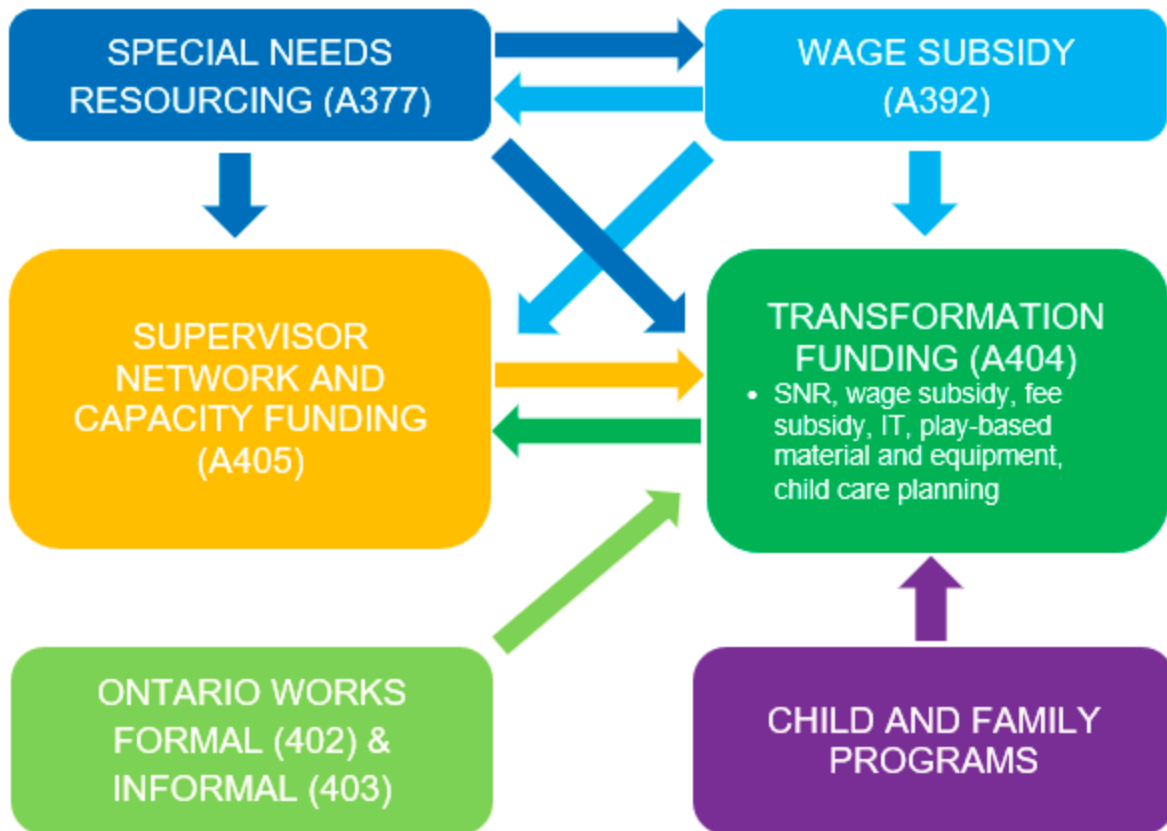 SPECIAL NEEDS
RESOURCING (A377)
WAGE SUBSIDY
(A392)
SUPERVISOR
NETWORK AND
CAPACITY FUNDING
(A405)
TRANSFORMATION
FUNDING (A404)
• SNR, wage subsidy, fee
subsidy, IT, play-based
material and equipment,
child care planning
ONTARIO WORKS
FORMAL (402) &
INFORMAL (403)
CHILD AND FAMILY
PROGRAMS